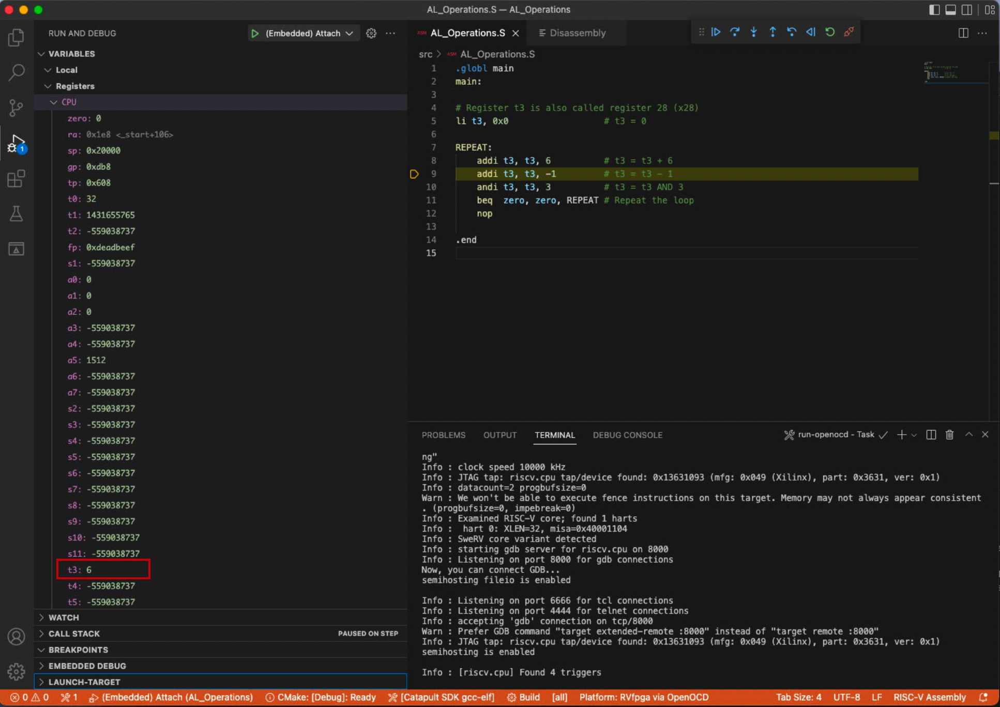 AL_Operations.S — AL_Operations
RUN AND DEBUG
(Embedded) Attach
VARIABLES
Local
Registers
CPU
zero: 0
ra: 0x1e8 <_start+106>
sp: 0x20000
gp: 0xdb8
tp: 0x608
t0: 32
t1: 1431655765
t2: -559038737
fp: 0xdeadbeef
s1: -559038737
a0: 0
a1: 0
a2: 0
a3: -559038737
a4: -559038737
a5: 1512
a6: -559038737
a7: -559038737
s2: -559038737
s3: -559038737
s4: -559038737
s5: -559038737
s6: -559038737
s7: -559038737
s8: -559038737
s9: -559038737
s10: -559038737
s11: -559038737
t3: 6
t4: -559038737
t5: -559038737
WATCH
CALL STACK PAUSED ON STEP
BREAKPOINTS
EMBEDDED DEBUG
LAUNCH-TARGET
1
ASM AL_Operations.S
Disassembly
src > ASM AL_Operations.S
1 .globl main
2 main:
3
4 # Register t3 is also called register 28 (x28)
5 li t3, 0x0 # t3 = 0
6
7 REPEAT:
8 addi t3, t3, 6 # t3 = t3 + 6
9 addi t3, t3, -1 # t3 = t3 - 1
10 andi t3, t3, 3 # t3 = t3 AND 3
11 beq zero, zero, REPEAT # Repeat the loop
12 nop
13
14 .end
15
PROBLEMS OUTPUT TERMINAL DEBUG CONSOLE
run-openocd - Task
ng"
Info : clock speed 10000 kHz
Info : JTAG tap: riscv.cpu tap/device found: 0x13631093 (mfg: 0x049 (Xilinx), part: 0x3631, ver: 0x1)
Info : datacount=2 progbufsize=0
Warn : We won't be able to execute fence instructions on this target. Memory may not always appear consistent
. (progbufsize=0, impebreak=0)
Info : Examined RISC-V core; found 1 harts
Info :  hart 0: XLEN=32, misa=0x40001104
Info : SweRV core variant detected
Info : starting gdb server for riscv.cpu on 8000
Info : Listening on port 8000 for gdb connections
Now, you can connect GDB...
semihosting fileio is enabled
Info : Listening on port 6666 for tcl connections
Info : Listening on port 4444 for telnet connections
Info : accepting 'gdb' connection on tcp/8000
Warn : Prefer GDB command "target extended-remote :8000" instead of "target remote :8000"
Info : JTAG tap: riscv.cpu tap/device found: 0x13631093 (mfg: 0x049 (Xilinx), part: 0x3631, ver: 0x1)
semihosting is enabled
Info : [riscv.cpu] Found 4 triggers
0 0 1 (Embedded) Attach (AL_Operations) CMake: [Debug]: Ready [Catapult SDK gcc-elf] Build [all] Platform: RVfpga via OpenOCD Tab Size: 4 UTF-8 LF RISC-V Assembly